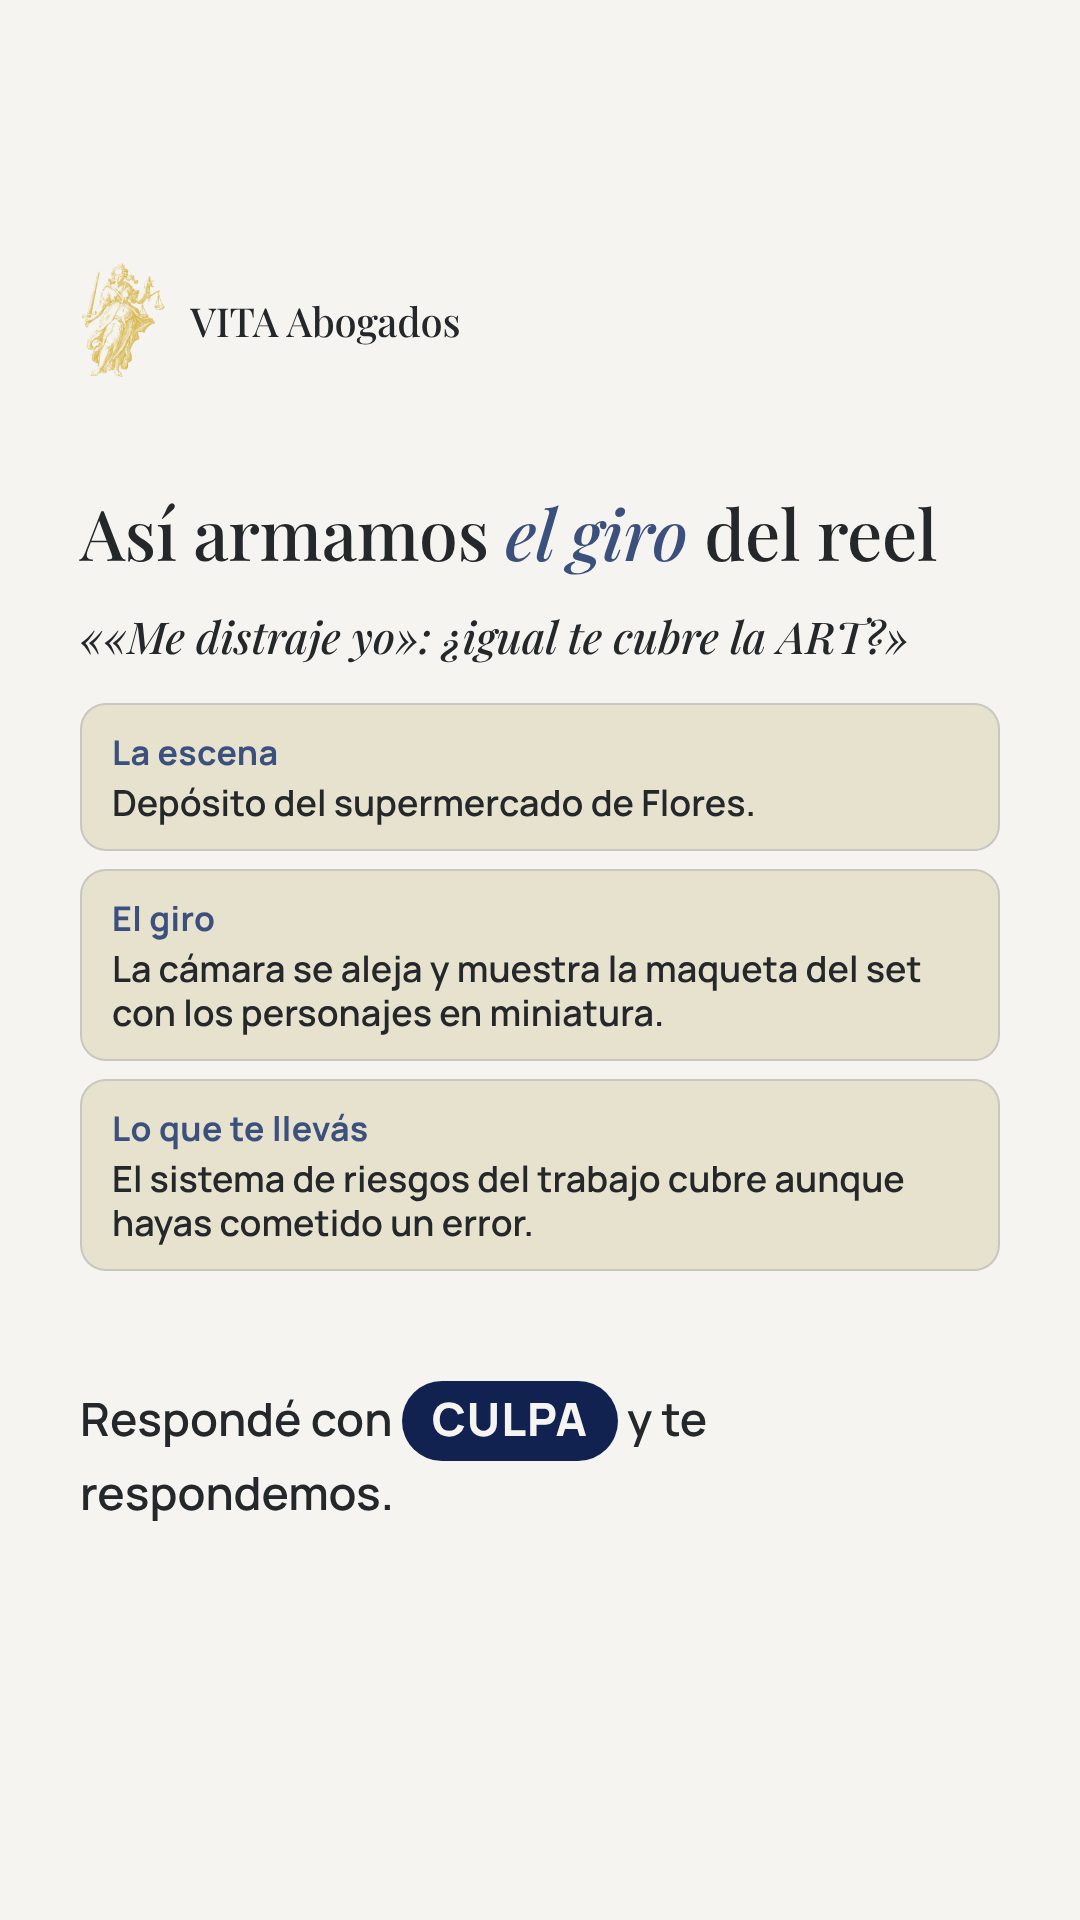 VITA Abogados
Así armamos el giro del reel
««Me distraje yo»: ¿igual te cubre la ART?»
La escena
Depósito del supermercado de Flores.
El giro
La cámara se aleja y muestra la maqueta del set
con los personajes en miniatura.
Lo que te llevás
El sistema de riesgos del trabajo cubre aunque
hayas cometido un error.
Respondé con CULPA y te
respondemos.